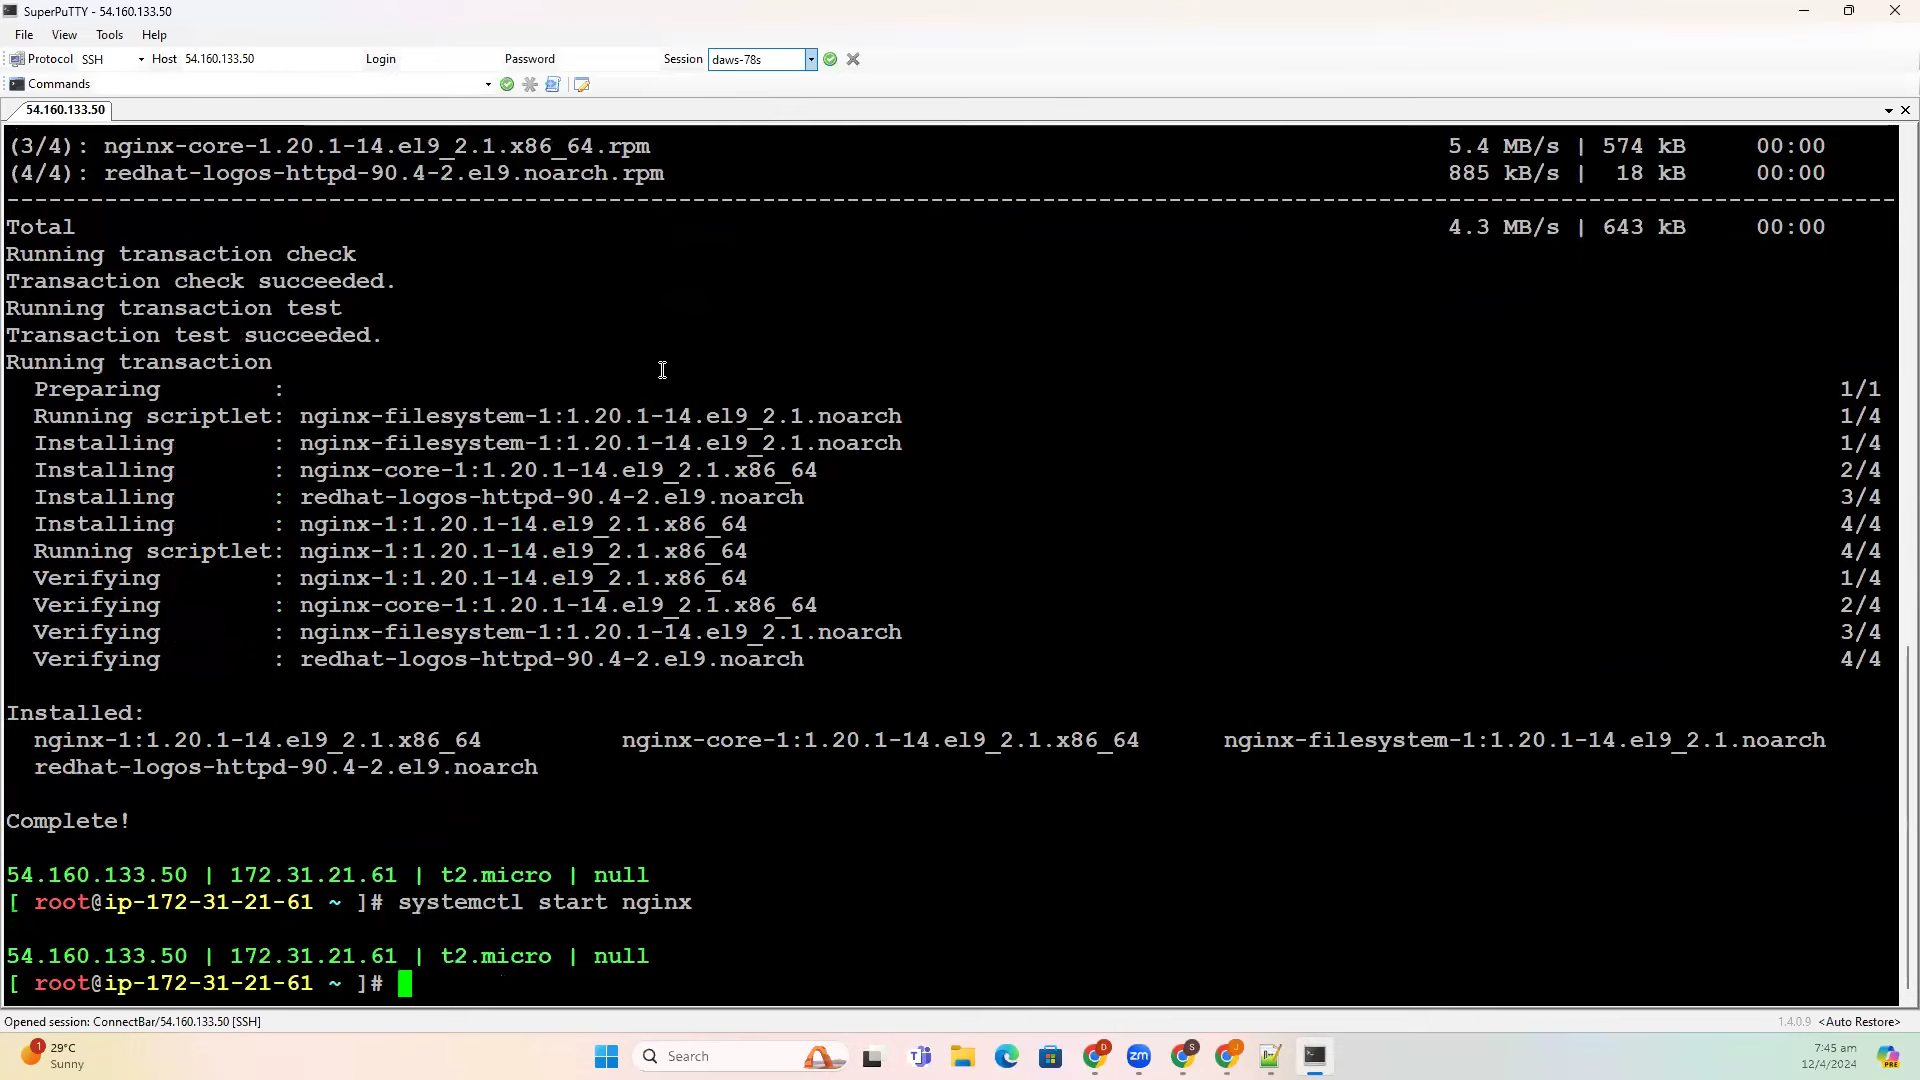 SuperPuTTY - 54.160.133.50
File View Tools Help
Protocol SSH Host 54.160.133.50 Login Password Session daws-78s
Commands
54.160.133.50
(3/4): nginx-core-1.20.1-14.el9_2.1.x86_64.rpm 5.4 MB/s | 574 kB 00:00
(4/4): redhat-logos-httpd-90.4-2.el9.noarch.rpm 885 kB/s | 18 kB 00:00
--------------------------------------------------------------------------------
Total 4.3 MB/s | 643 kB 00:00
Running transaction check
Transaction check succeeded.
Running transaction test
Transaction test succeeded.
Running transaction
Preparing : 1/1
Running scriptlet: nginx-filesystem-1:1.20.1-14.el9_2.1.noarch 1/4
Installing : nginx-filesystem-1:1.20.1-14.el9_2.1.noarch 1/4
Installing : nginx-core-1:1.20.1-14.el9_2.1.x86_64 2/4
Installing : redhat-logos-httpd-90.4-2.el9.noarch 3/4
Installing : nginx-1:1.20.1-14.el9_2.1.x86_64 4/4
Running scriptlet: nginx-1:1.20.1-14.el9_2.1.x86_64 4/4
Verifying : nginx-1:1.20.1-14.el9_2.1.x86_64 1/4
Verifying : nginx-core-1:1.20.1-14.el9_2.1.x86_64 2/4
Verifying : nginx-filesystem-1:1.20.1-14.el9_2.1.noarch 3/4
Verifying : redhat-logos-httpd-90.4-2.el9.noarch 4/4
Installed:
nginx-1:1.20.1-14.el9_2.1.x86_64 nginx-core-1:1.20.1-14.el9_2.1.x86_64 nginx-filesystem-1:1.20.1-14.el9_2.1.noarch
redhat-logos-httpd-90.4-2.el9.noarch
Complete!
54.160.133.50 | 172.31.21.61 | t2.micro | null
[ root@ip-172-31-21-61 ~ ]# systemctl start nginx
54.160.133.50 | 172.31.21.61 | t2.micro | null
[ root@ip-172-31-21-61 ~ ]#
Opened session: ConnectBar/54.160.133.50 [SSH] 1.4.0.9 <Auto Restore>
1 29°C
Sunny
Search
zm
D S J
7:45 am
12/4/2024
PRE